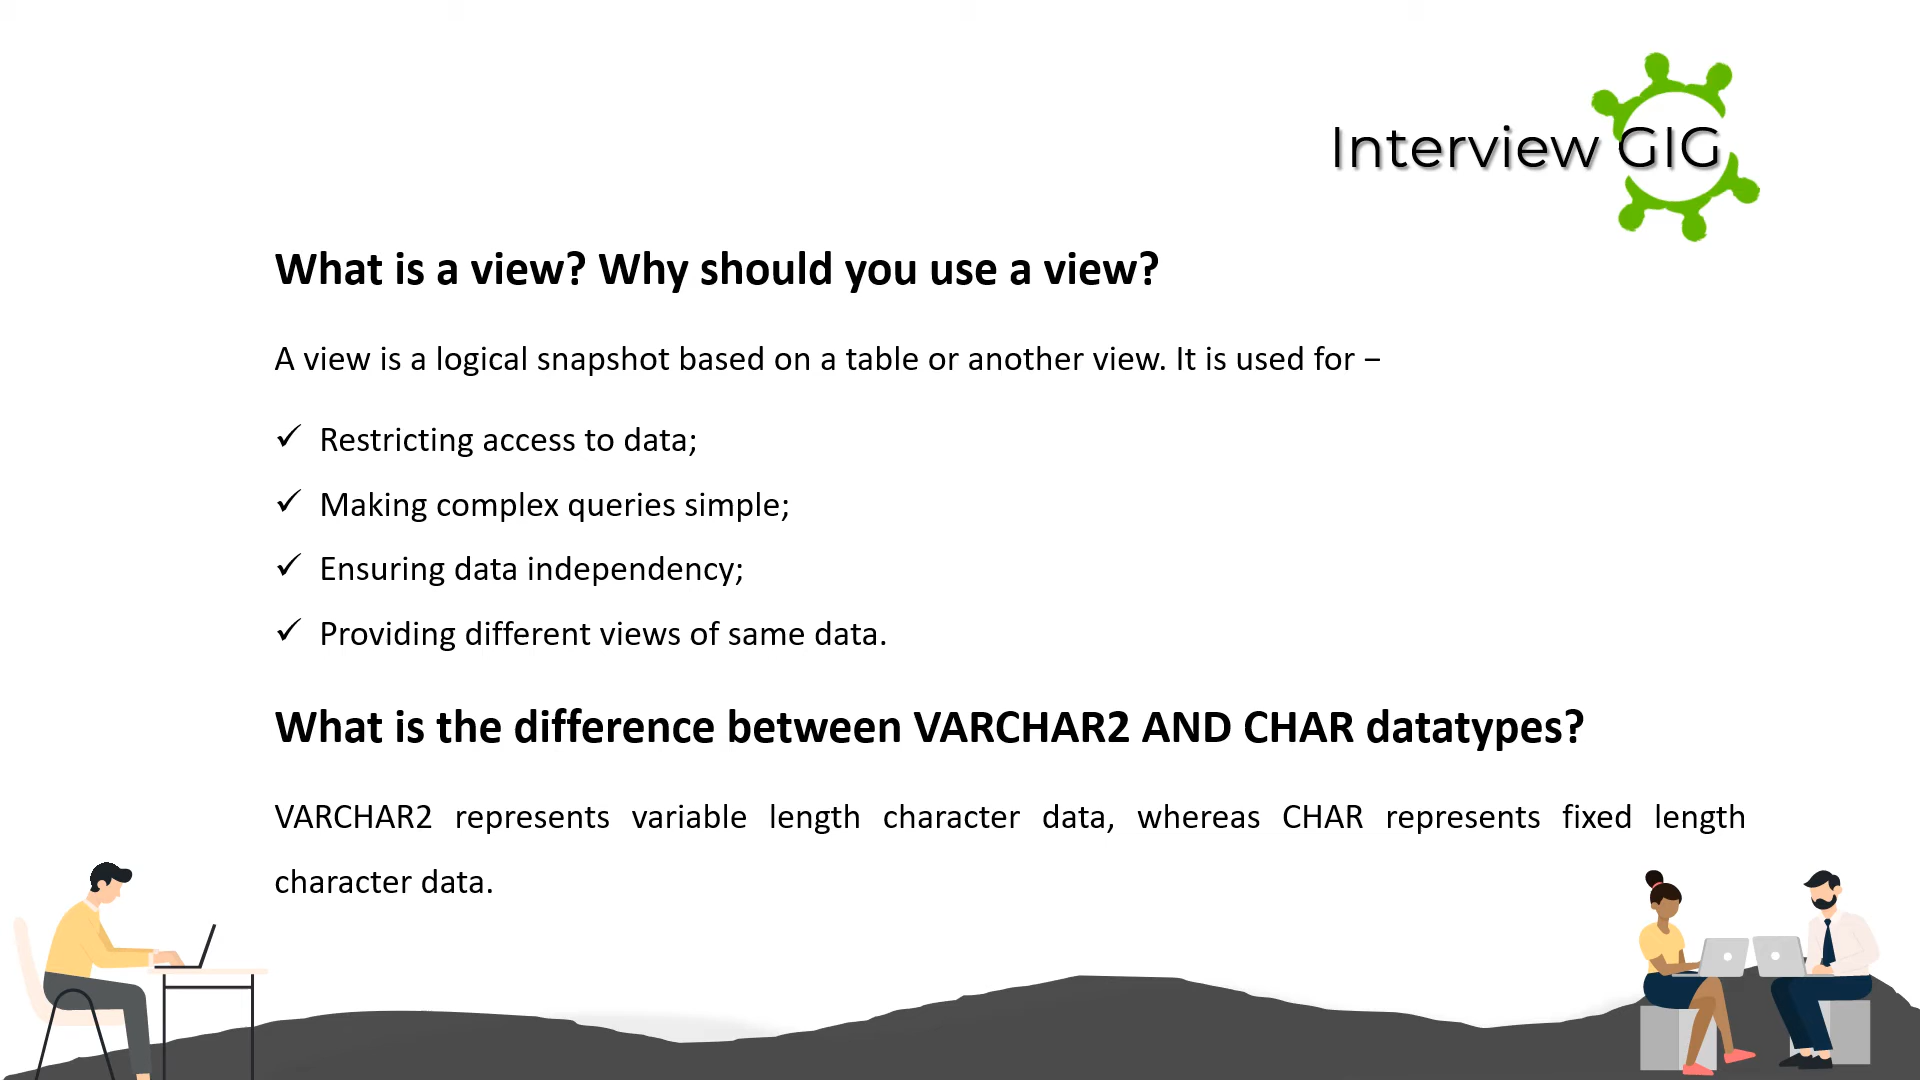 Interview GIG
What is a view? Why should you use a view?
A view is a logical snapshot based on a table or another view. It is used for −
✓ Restricting access to data;
✓ Making complex queries simple;
✓ Ensuring data independency;
✓ Providing different views of same data.
What is the difference between VARCHAR2 AND CHAR datatypes?
VARCHAR2 represents variable length character data, whereas CHAR represents fixed length
character data.